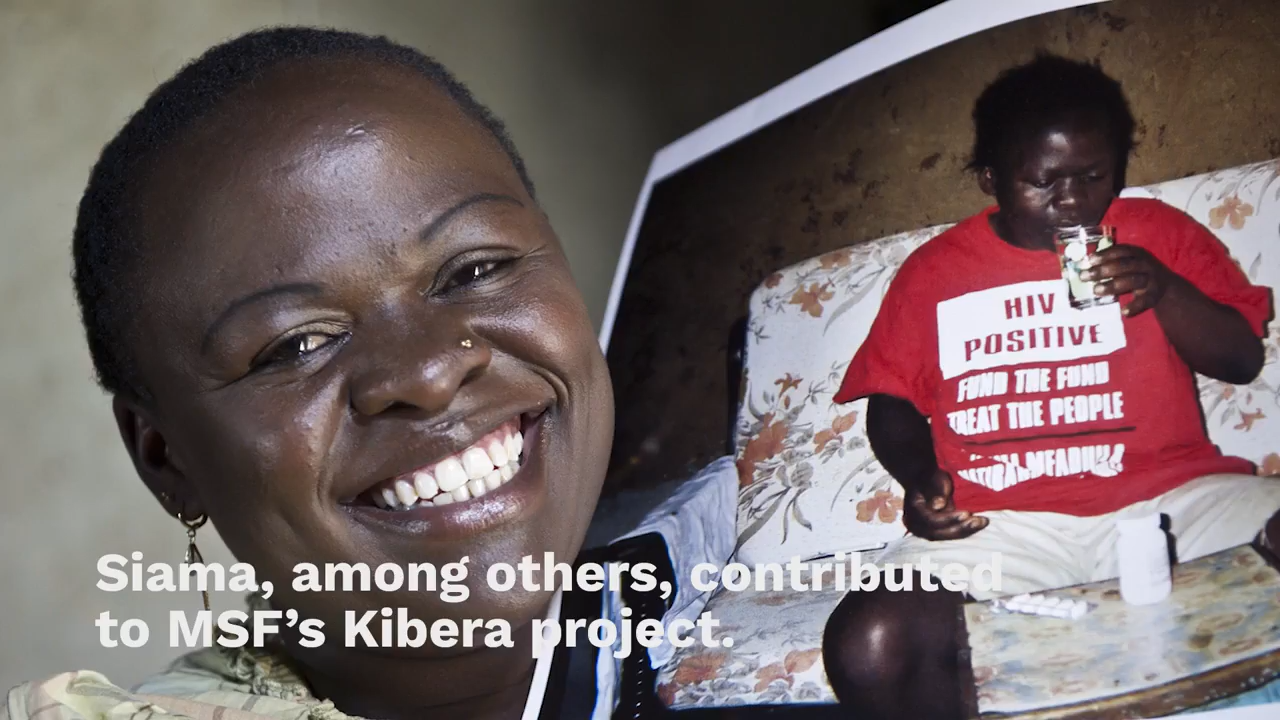 HIV
POSITIVE
FUND THE FUND
TREAT THE PEOPLE
Siama, among others, contributed
to MSF’s Kibera project.